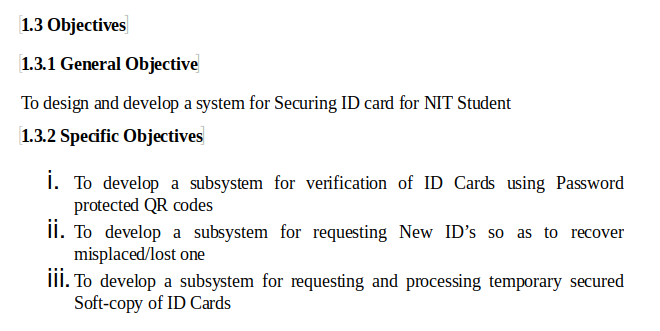 1.3 Objectives
1.3.1 General Objective
To design and develop a system for Securing ID card for NIT Student
1.3.2 Specific Objectives
i. To develop a subsystem for verification of ID Cards using Password
protected QR codes
ii. To develop a subsystem for requesting New ID’s so as to recover
misplaced/lost one
iii. To develop a subsystem for requesting and processing temporary secured
Soft-copy of ID Cards